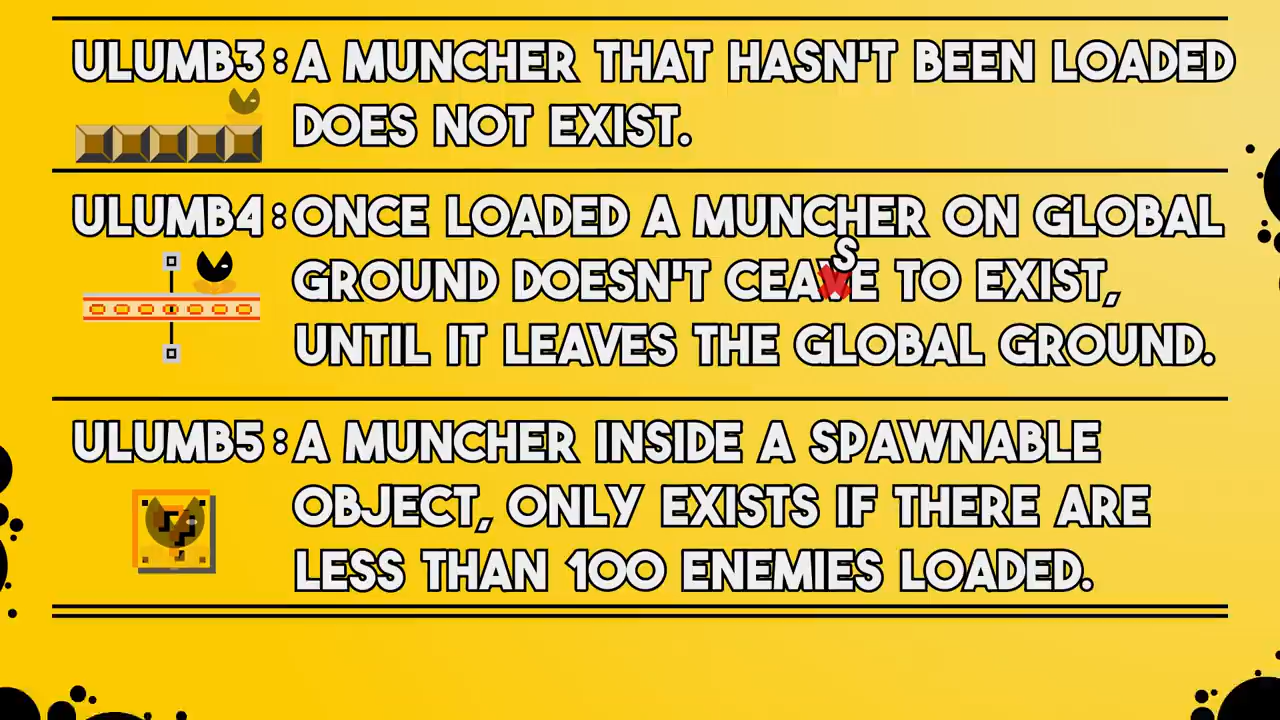 ULUMB3: A MUNCHER THAT HASN'T BEEN LOADED
DOES NOT EXIST.
ULUMB4: ONCE LOADED A MUNCHER ON GLOBAL
GROUND DOESN'T CEASE TO EXIST,
UNTIL IT LEAVES THE GLOBAL GROUND.
ULUMB5: A MUNCHER INSIDE A SPAWNABLE
OBJECT, ONLY EXISTS IF THERE ARE
LESS THAN 100 ENEMIES LOADED.